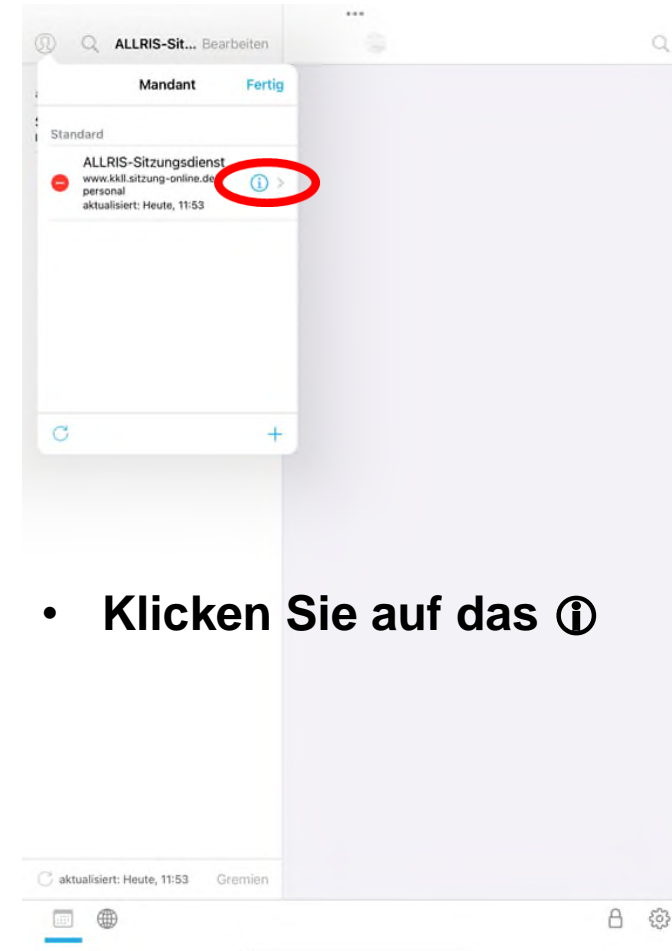 ALLRIS-Sit... Bearbeiten
Mandant Fertig
Standard
ALLRIS-Sitzungsdienst
www.kkll.sitzung-online.de
personal
aktualisiert: Heute, 11:53
• Klicken Sie auf das ⓘ
aktualisiert: Heute, 11:53 Gremien